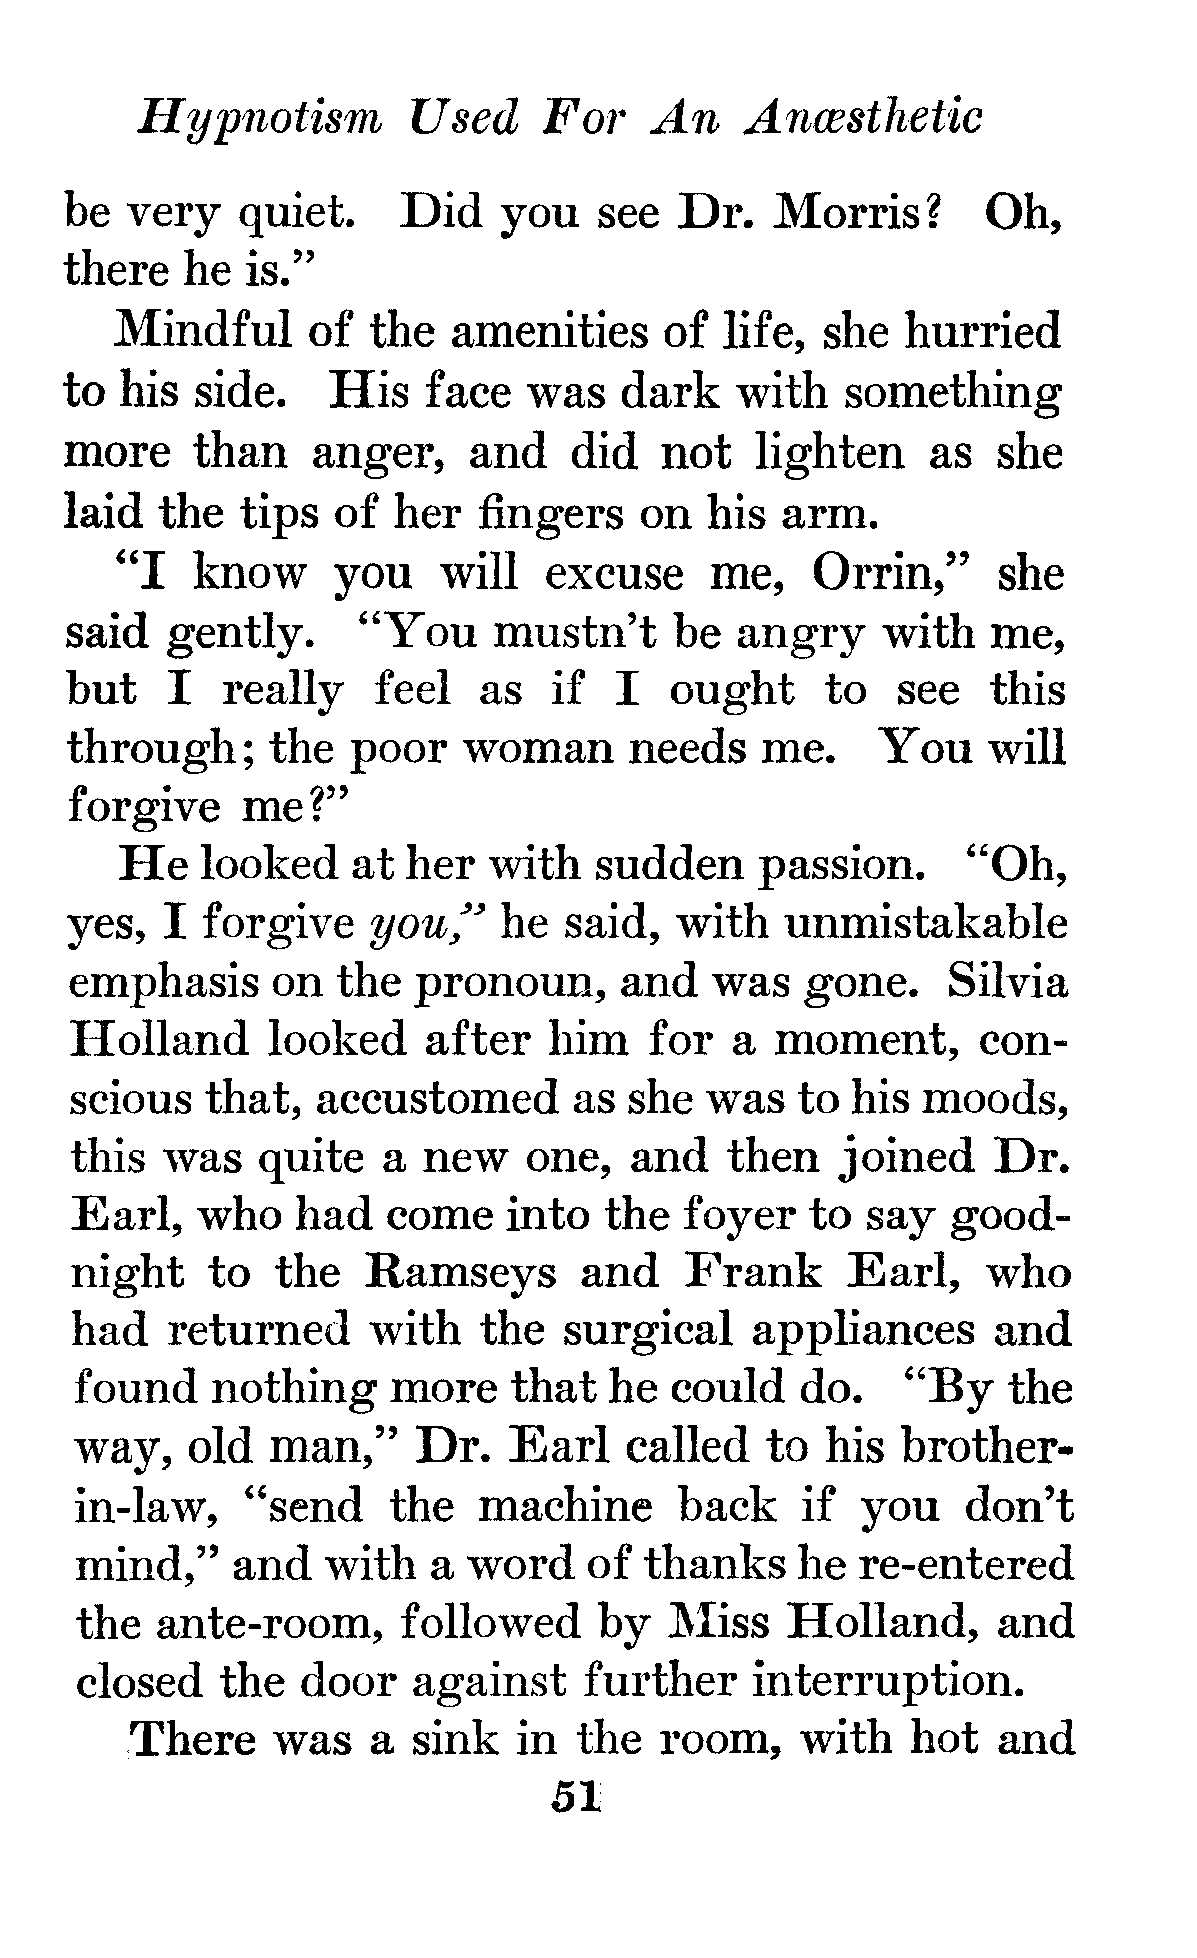 Hypnotism Used For An Anœsthetic
be very quiet. Did you see Dr. Morris? Oh,
there he is.”
Mindful of the amenities of life, she hurried
to his side. His face was dark with something
more than anger, and did not lighten as she
laid the tips of her fingers on his arm.
“I know you will excuse me, Orrin,” she
said gently. “You mustn’t be angry with me,
but I really feel as if I ought to see this
through; the poor woman needs me. You will
forgive me?”
He looked at her with sudden passion. “Oh,
yes, I forgive you,” he said, with unmistakable
emphasis on the pronoun, and was gone. Silvia
Holland looked after him for a moment, con-
scious that, accustomed as she was to his moods,
this was quite a new one, and then joined Dr.
Earl, who had come into the foyer to say good-
night to the Ramseys and Frank Earl, who
had returned with the surgical appliances and
found nothing more that he could do. “By the
way, old man,” Dr. Earl called to his brother-
in-law, “send the machine back if you don’t
mind,” and with a word of thanks he re-entered
the ante-room, followed by Miss Holland, and
closed the door against further interruption.
There was a sink in the room, with hot and
51